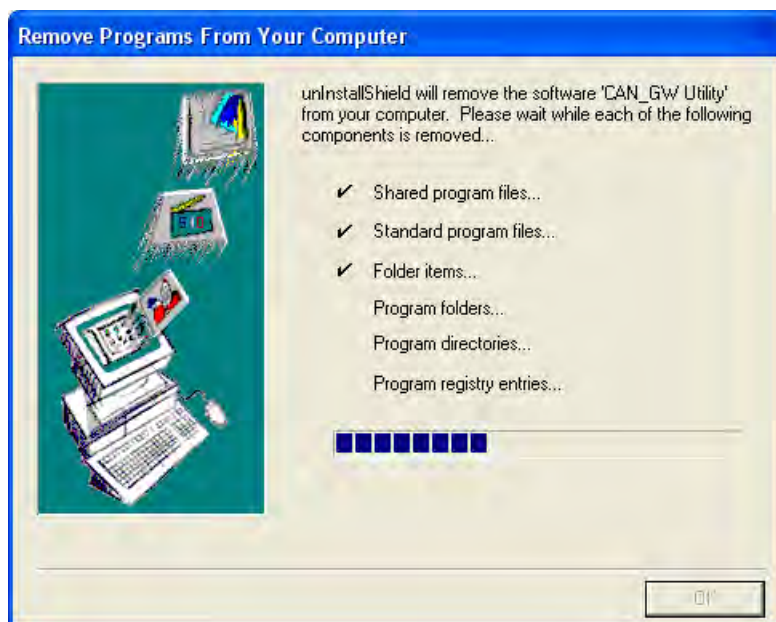 Remove Programs From Your Computer
unInstallShield will remove the software 'CAN_GW Utility'
from your computer. Please wait while each of the following
components is removed...
Shared program files...
Standard program files...
Folder items...
Program folders...
Program directories...
Program registry entries...
OK